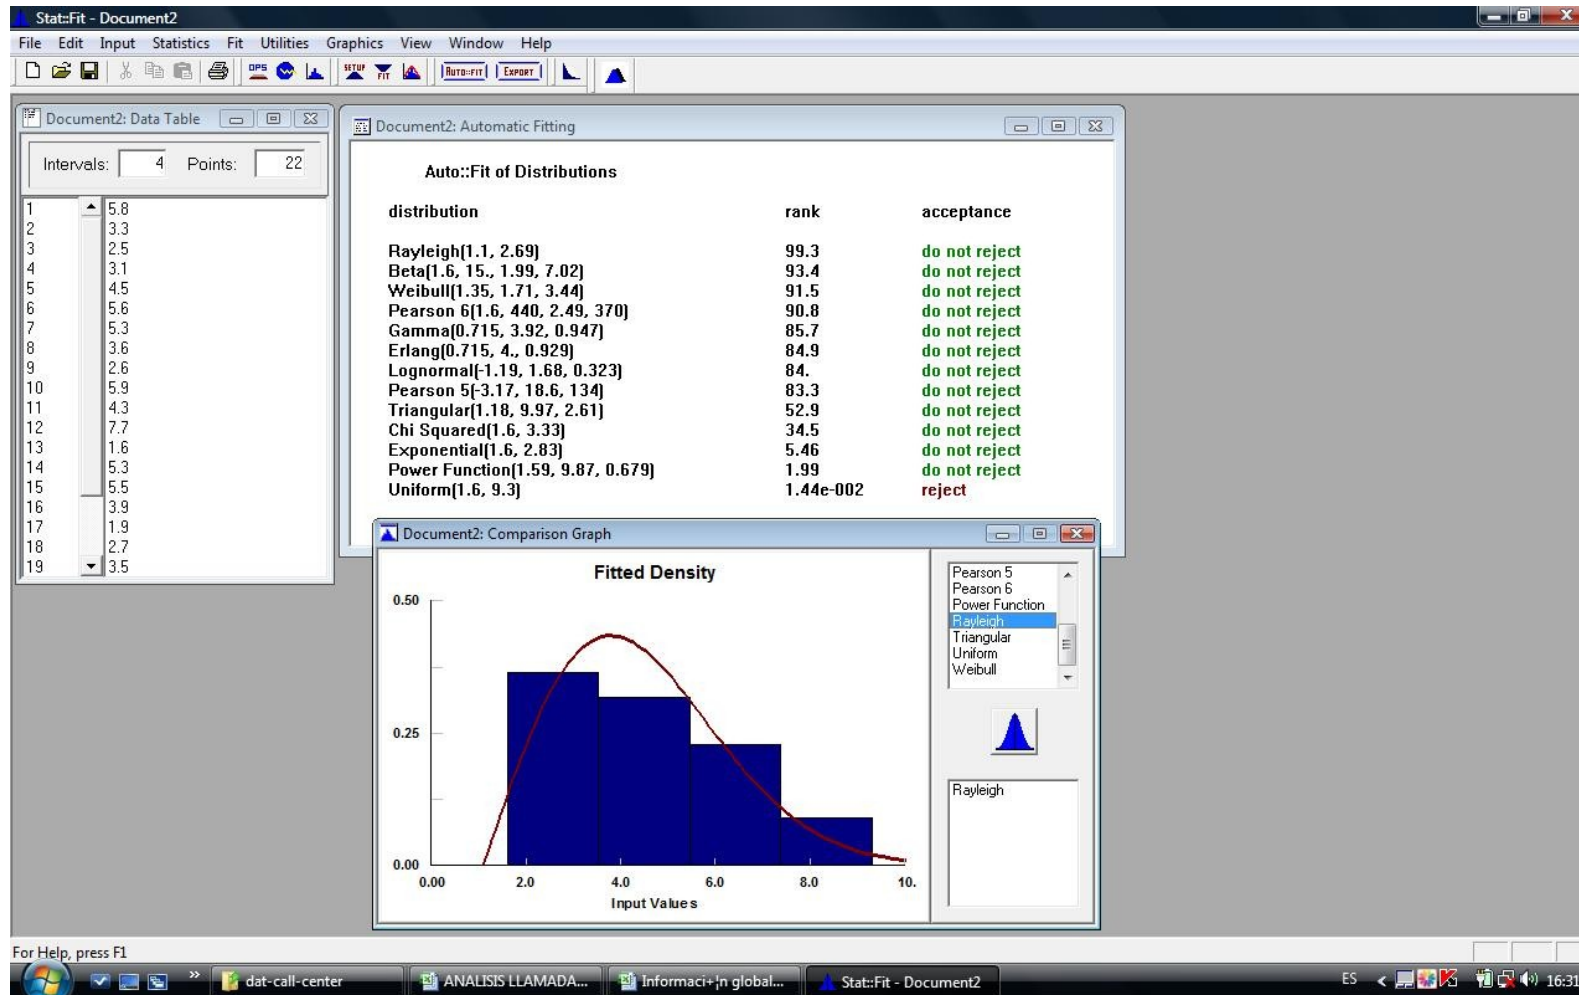 Stat::Fit - Document2
File Edit Input Statistics Fit Utilities Graphics View Window Help
OPS SETUP FIT AUTO::FIT EXPORT
Document2: Data Table
Intervals: 4 Points: 22
1 5.8
2 3.3
3 2.5
4 3.1
5 4.5
6 5.6
7 5.3
8 3.6
9 2.6
10 5.9
11 4.3
12 7.7
13 1.6
14 5.3
15 5.5
16 3.9
17 1.9
18 2.7
19 3.5
Document2: Automatic Fitting
Auto::Fit of Distributions
distribution rank acceptance
Rayleigh(1.1, 2.69) 99.3 do not reject
Beta(1.6, 15., 1.99, 7.02) 93.4 do not reject
Weibull(1.35, 1.71, 3.44) 91.5 do not reject
Pearson 6(1.6, 440, 2.49, 370) 90.8 do not reject
Gamma(0.715, 3.92, 0.947) 85.7 do not reject
Erlang(0.715, 4., 0.929) 84.9 do not reject
Lognormal(-1.19, 1.68, 0.323) 84. do not reject
Pearson 5(-3.17, 18.6, 134) 83.3 do not reject
Triangular(1.18, 9.97, 2.61) 52.9 do not reject
Chi Squared(1.6, 3.33) 34.5 do not reject
Exponential(1.6, 2.83) 5.46 do not reject
Power Function(1.59, 9.87, 0.679) 1.99 do not reject
Uniform(1.6, 9.3) 1.44e-002 reject
Document2: Comparison Graph
Fitted Density
0.50
0.25
0.00
0.00 2.0 4.0 6.0 8.0 10.
Input Values
Pearson 5
Pearson 6
Power Function
Rayleigh
Triangular
Uniform
Weibull
Rayleigh
For Help, press F1
» dat-call-center ANALISIS LLAMADA... Informaci+¦n global... Stat::Fit - Document2 ES < 16:31